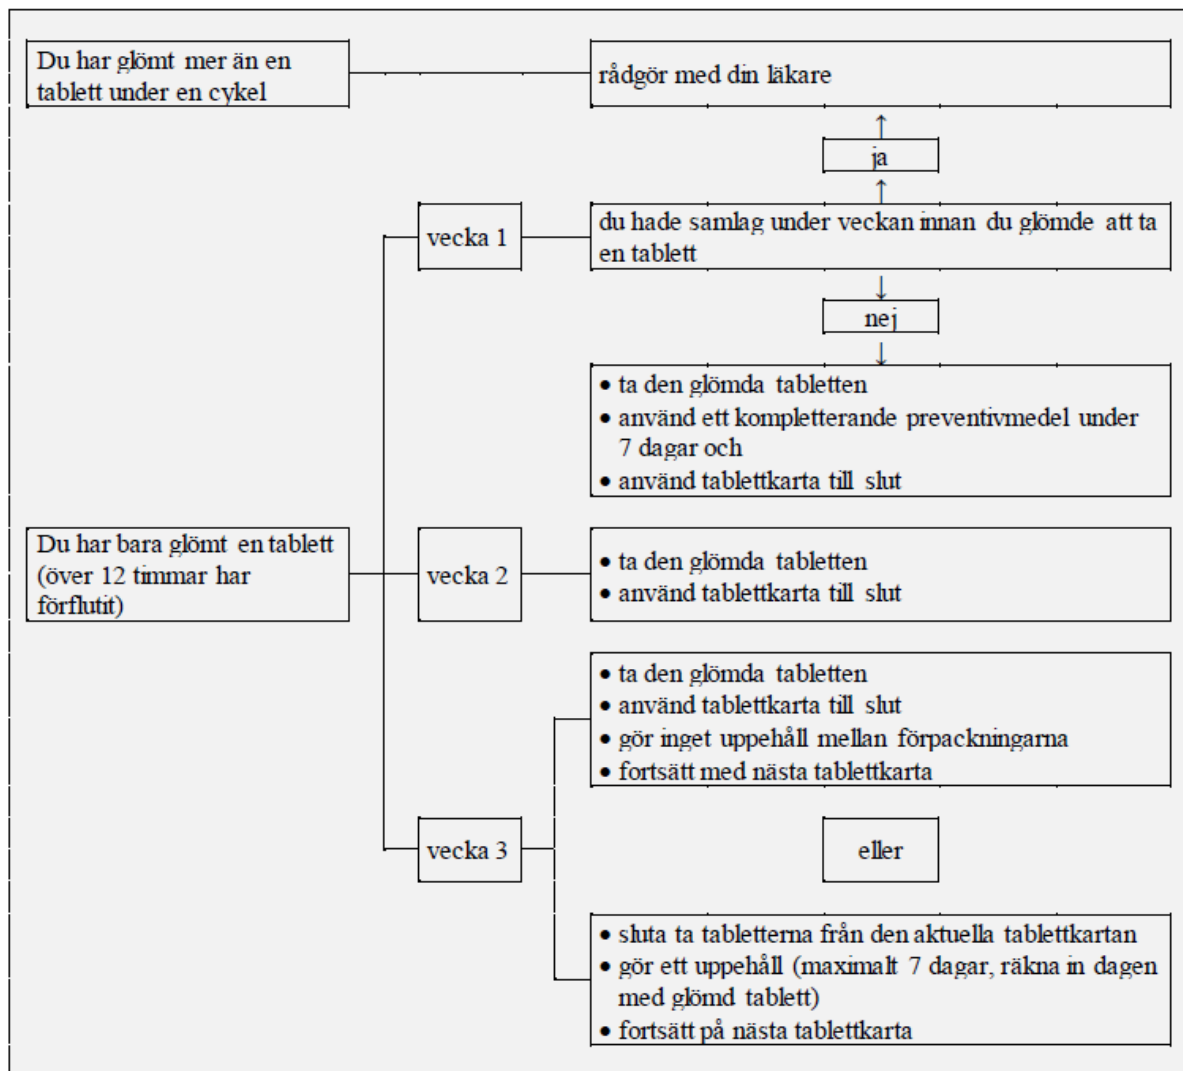 Du har glömt mer än en
tablett under en cykel
rådgör med din läkare
↑
ja
↑
vecka 1
du hade samlag under veckan innan du glömde att ta
en tablett
↓
nej
↓
• ta den glömda tabletten
• använd ett kompletterande preventivmedel under
7 dagar och
• använd tablettkarta till slut
Du har bara glömt en tablett
(över 12 timmar har
förflutit)
vecka 2
• ta den glömda tabletten
• använd tablettkarta till slut
• ta den glömda tabletten
• använd tablettkarta till slut
• gör inget uppehåll mellan förpackningarna
• fortsätt med nästa tablettkarta
vecka 3
eller
• sluta ta tabletterna från den aktuella tablettkartan
• gör ett uppehåll (maximalt 7 dagar, räkna in dagen
med glömd tablett)
• fortsätt på nästa tablettkarta